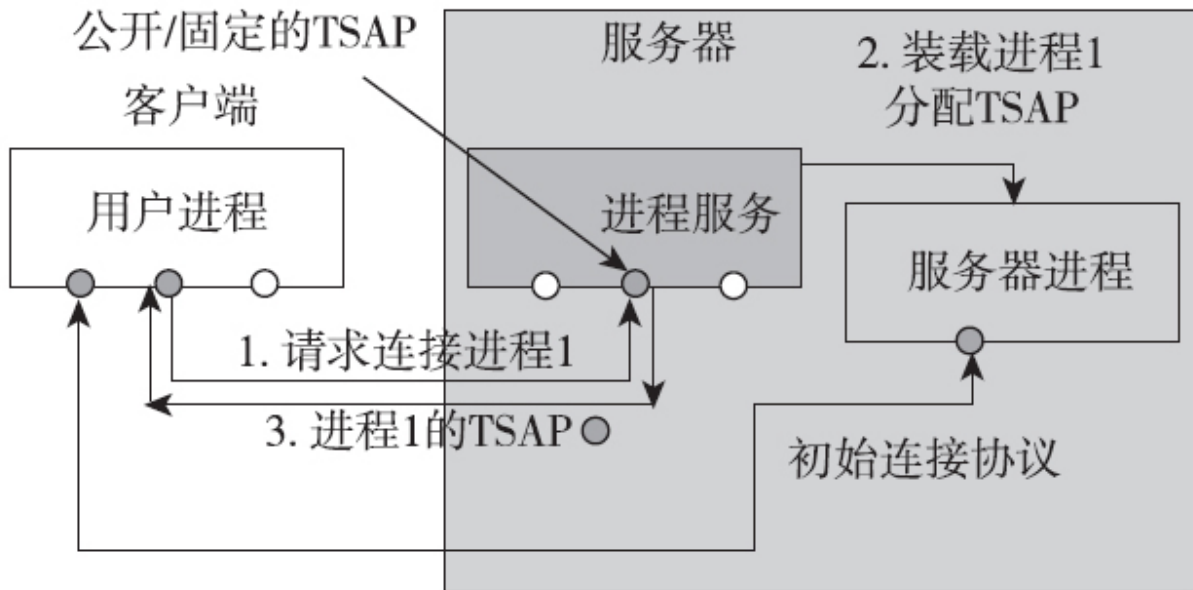 公开/固定的TSAP
服务器
2. 装载进程1
分配TSAP
客户端
用户进程
进程服务
服务器进程
1. 请求连接进程1
3. 进程1的TSAP
初始连接协议